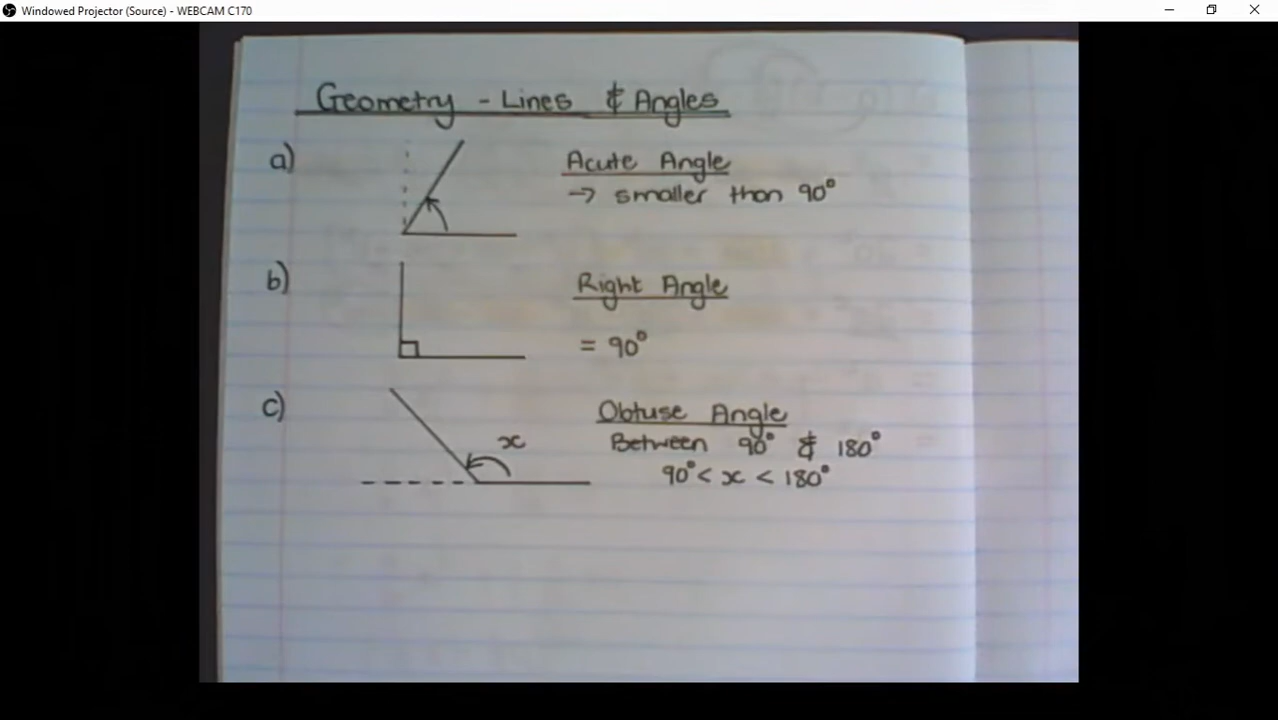 Windowed Projector (Source) - WEBCAM C170
Geometry - Lines & Angles
a)
Acute Angle
→ smaller than 90°
b)
Right Angle
= 90°
c)
x
Obtuse Angle
Between 90° & 180°
90° < x < 180°